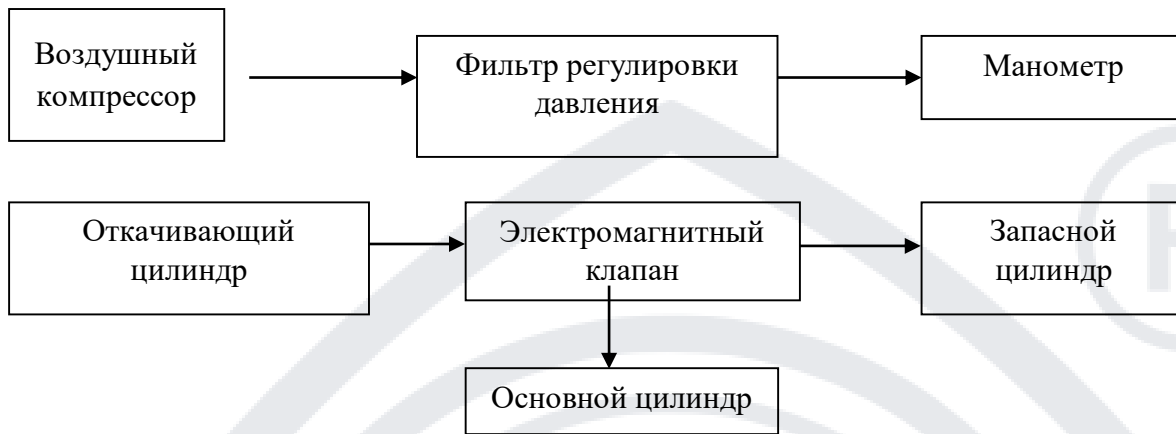 Воздушный
компрессор
Фильтр регулировки
давления
Манометр
Откачивающий
цилиндр
Электромагнитный
клапан
Запасной
цилиндр
Основной цилиндр